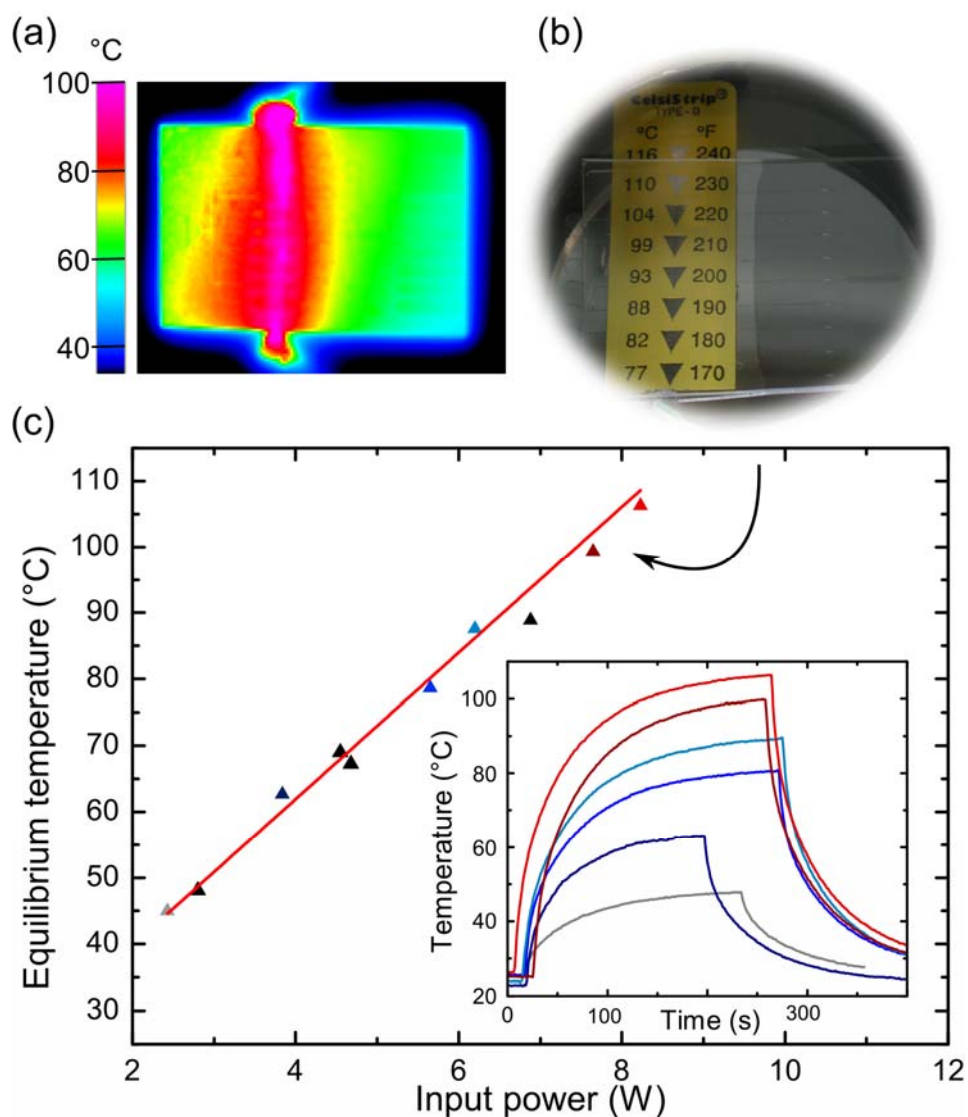 (a)
°C
100
80
60
40
(b)
CelsiStrip®
TYPE-D
°C °F
116 240
110 230
104 220
99 210
93 200
88 190
82 180
77 170
(c)
Equilibrium temperature (°C)
110
100
90
80
70
60
50
40
30
2 4 6 8 10 12
Input power (W)
Temperature (°C)
100
80
60
40
20
0 100 300
Time (s)